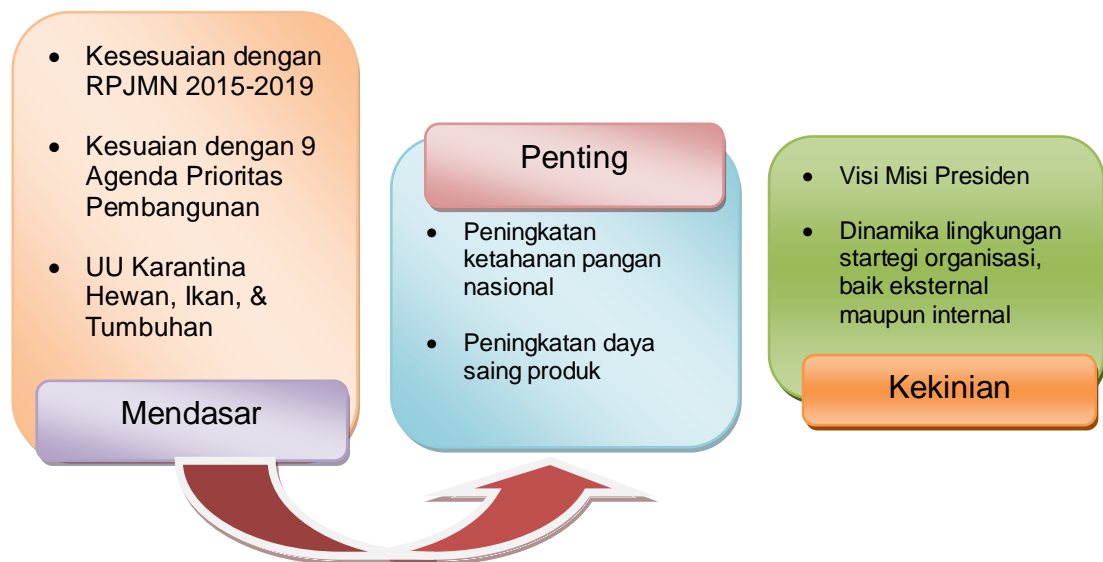 • Kesesuaian dengan
RPJMN 2015-2019
• Kesuaian dengan 9
Agenda Prioritas
Pembangunan
• UU Karantina
Hewan, Ikan, &
Tumbuhan
Mendasar
Penting
• Peningkatan
ketahanan pangan
nasional
• Peningkatan daya
saing produk
• Visi Misi Presiden
• Dinamika lingkungan
startegi organisasi,
baik eksternal
maupun internal
Kekinian